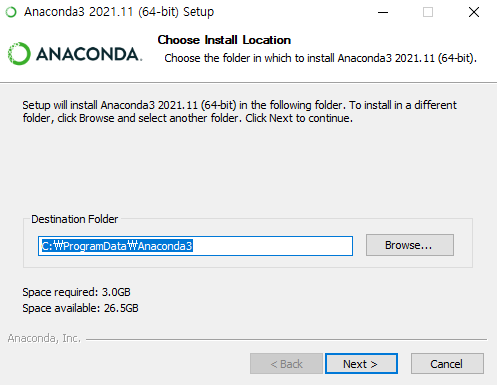 Anaconda3 2021.11 (64-bit) Setup
ANACONDA.
Choose Install Location
Choose the folder in which to install Anaconda3 2021.11 (64-bit).
Setup will install Anaconda3 2021.11 (64-bit) in the following folder. To install in a different
folder, click Browse and select another folder. Click Next to continue.
Destination Folder
C:₩ProgramData₩Anaconda3
Browse...
Space required: 3.0GB
Space available: 26.5GB
Anaconda, Inc.
< Back
Next >
Cancel